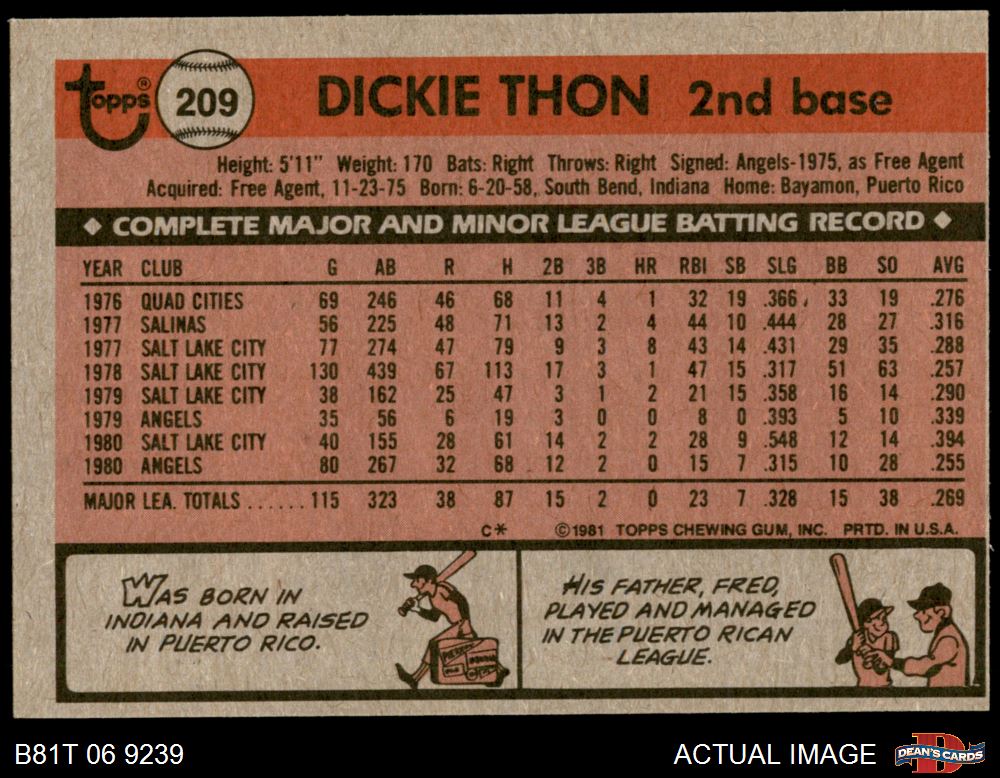 topps® 209 DICKIE THON 2nd base
Height: 5'11" Weight: 170 Bats: Right Throws: Right Signed: Angels-1975, as Free Agent
Acquired: Free Agent, 11-23-75 Born: 6-20-58, South Bend, Indiana Home: Bayamon, Puerto Rico
◆ COMPLETE MAJOR AND MINOR LEAGUE BATTING RECORD ◆
YEAR CLUB G AB R H 2B 3B HR RBI SB SLG BB SO AVG
1976 QUAD CITIES 69 246 46 68 11 4 1 32 19 .366 33 19 .276
1977 SALINAS 56 225 48 71 13 2 4 44 10 .444 28 27 .316
1977 SALT LAKE CITY 77 274 47 79 9 3 8 43 14 .431 29 35 .288
1978 SALT LAKE CITY 130 439 67 113 17 3 1 47 15 .317 51 63 .257
1979 SALT LAKE CITY 38 162 25 47 3 1 2 21 15 .358 16 14 .290
1979 ANGELS 35 56 6 19 3 0 0 8 0 .393 5 10 .339
1980 SALT LAKE CITY 40 155 28 61 14 2 2 28 9 .548 12 14 .394
1980 ANGELS 80 267 32 68 12 2 0 15 7 .315 10 28 .255
MAJOR LEA. TOTALS ...... 115 323 38 87 15 2 0 23 7 .328 15 38 .269
C* ©1981 TOPPS CHEWING GUM, INC. PRTD. IN U.S.A.
WAS BORN IN
INDIANA AND RAISED
IN PUERTO RICO.
HIS FATHER, FRED,
PLAYED AND MANAGED
IN THE PUERTO RICAN
LEAGUE.
B81T 06 9239 ACTUAL IMAGE DEAN'S CARDS